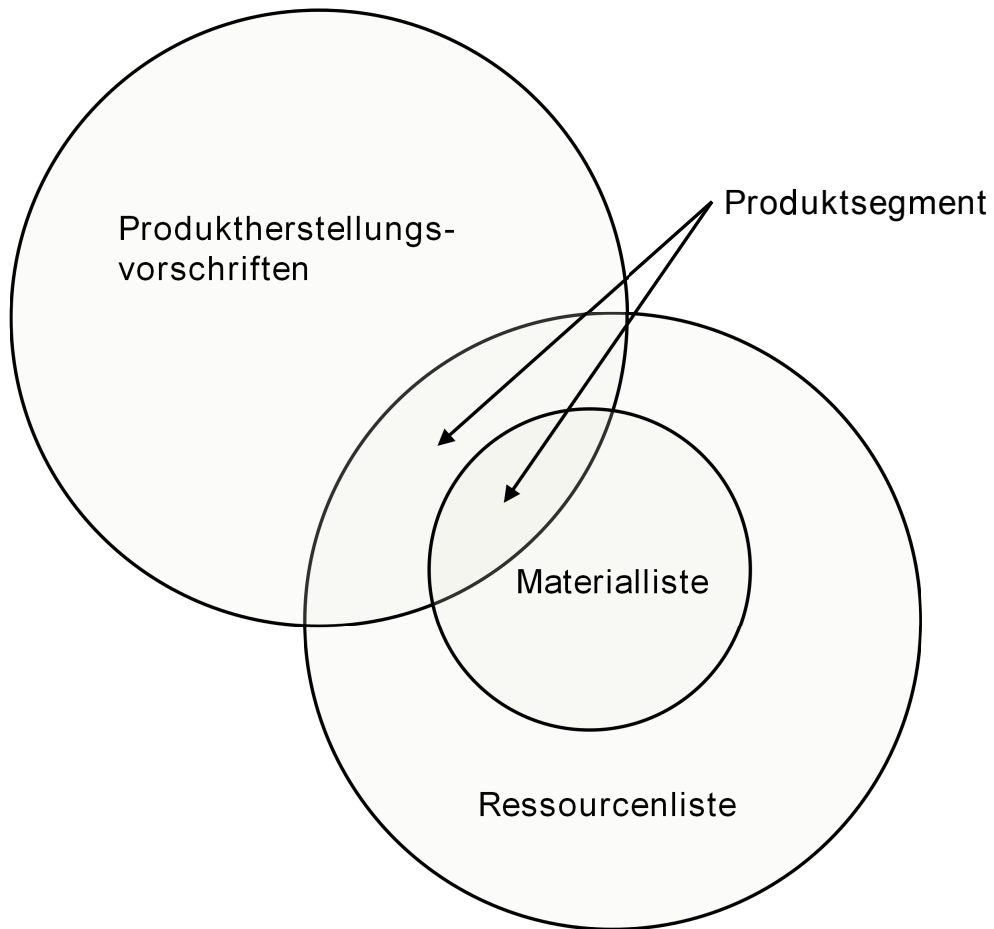 Produktherstellungs-
vorschriften
Produktsegment
Materialliste
Ressourcenliste